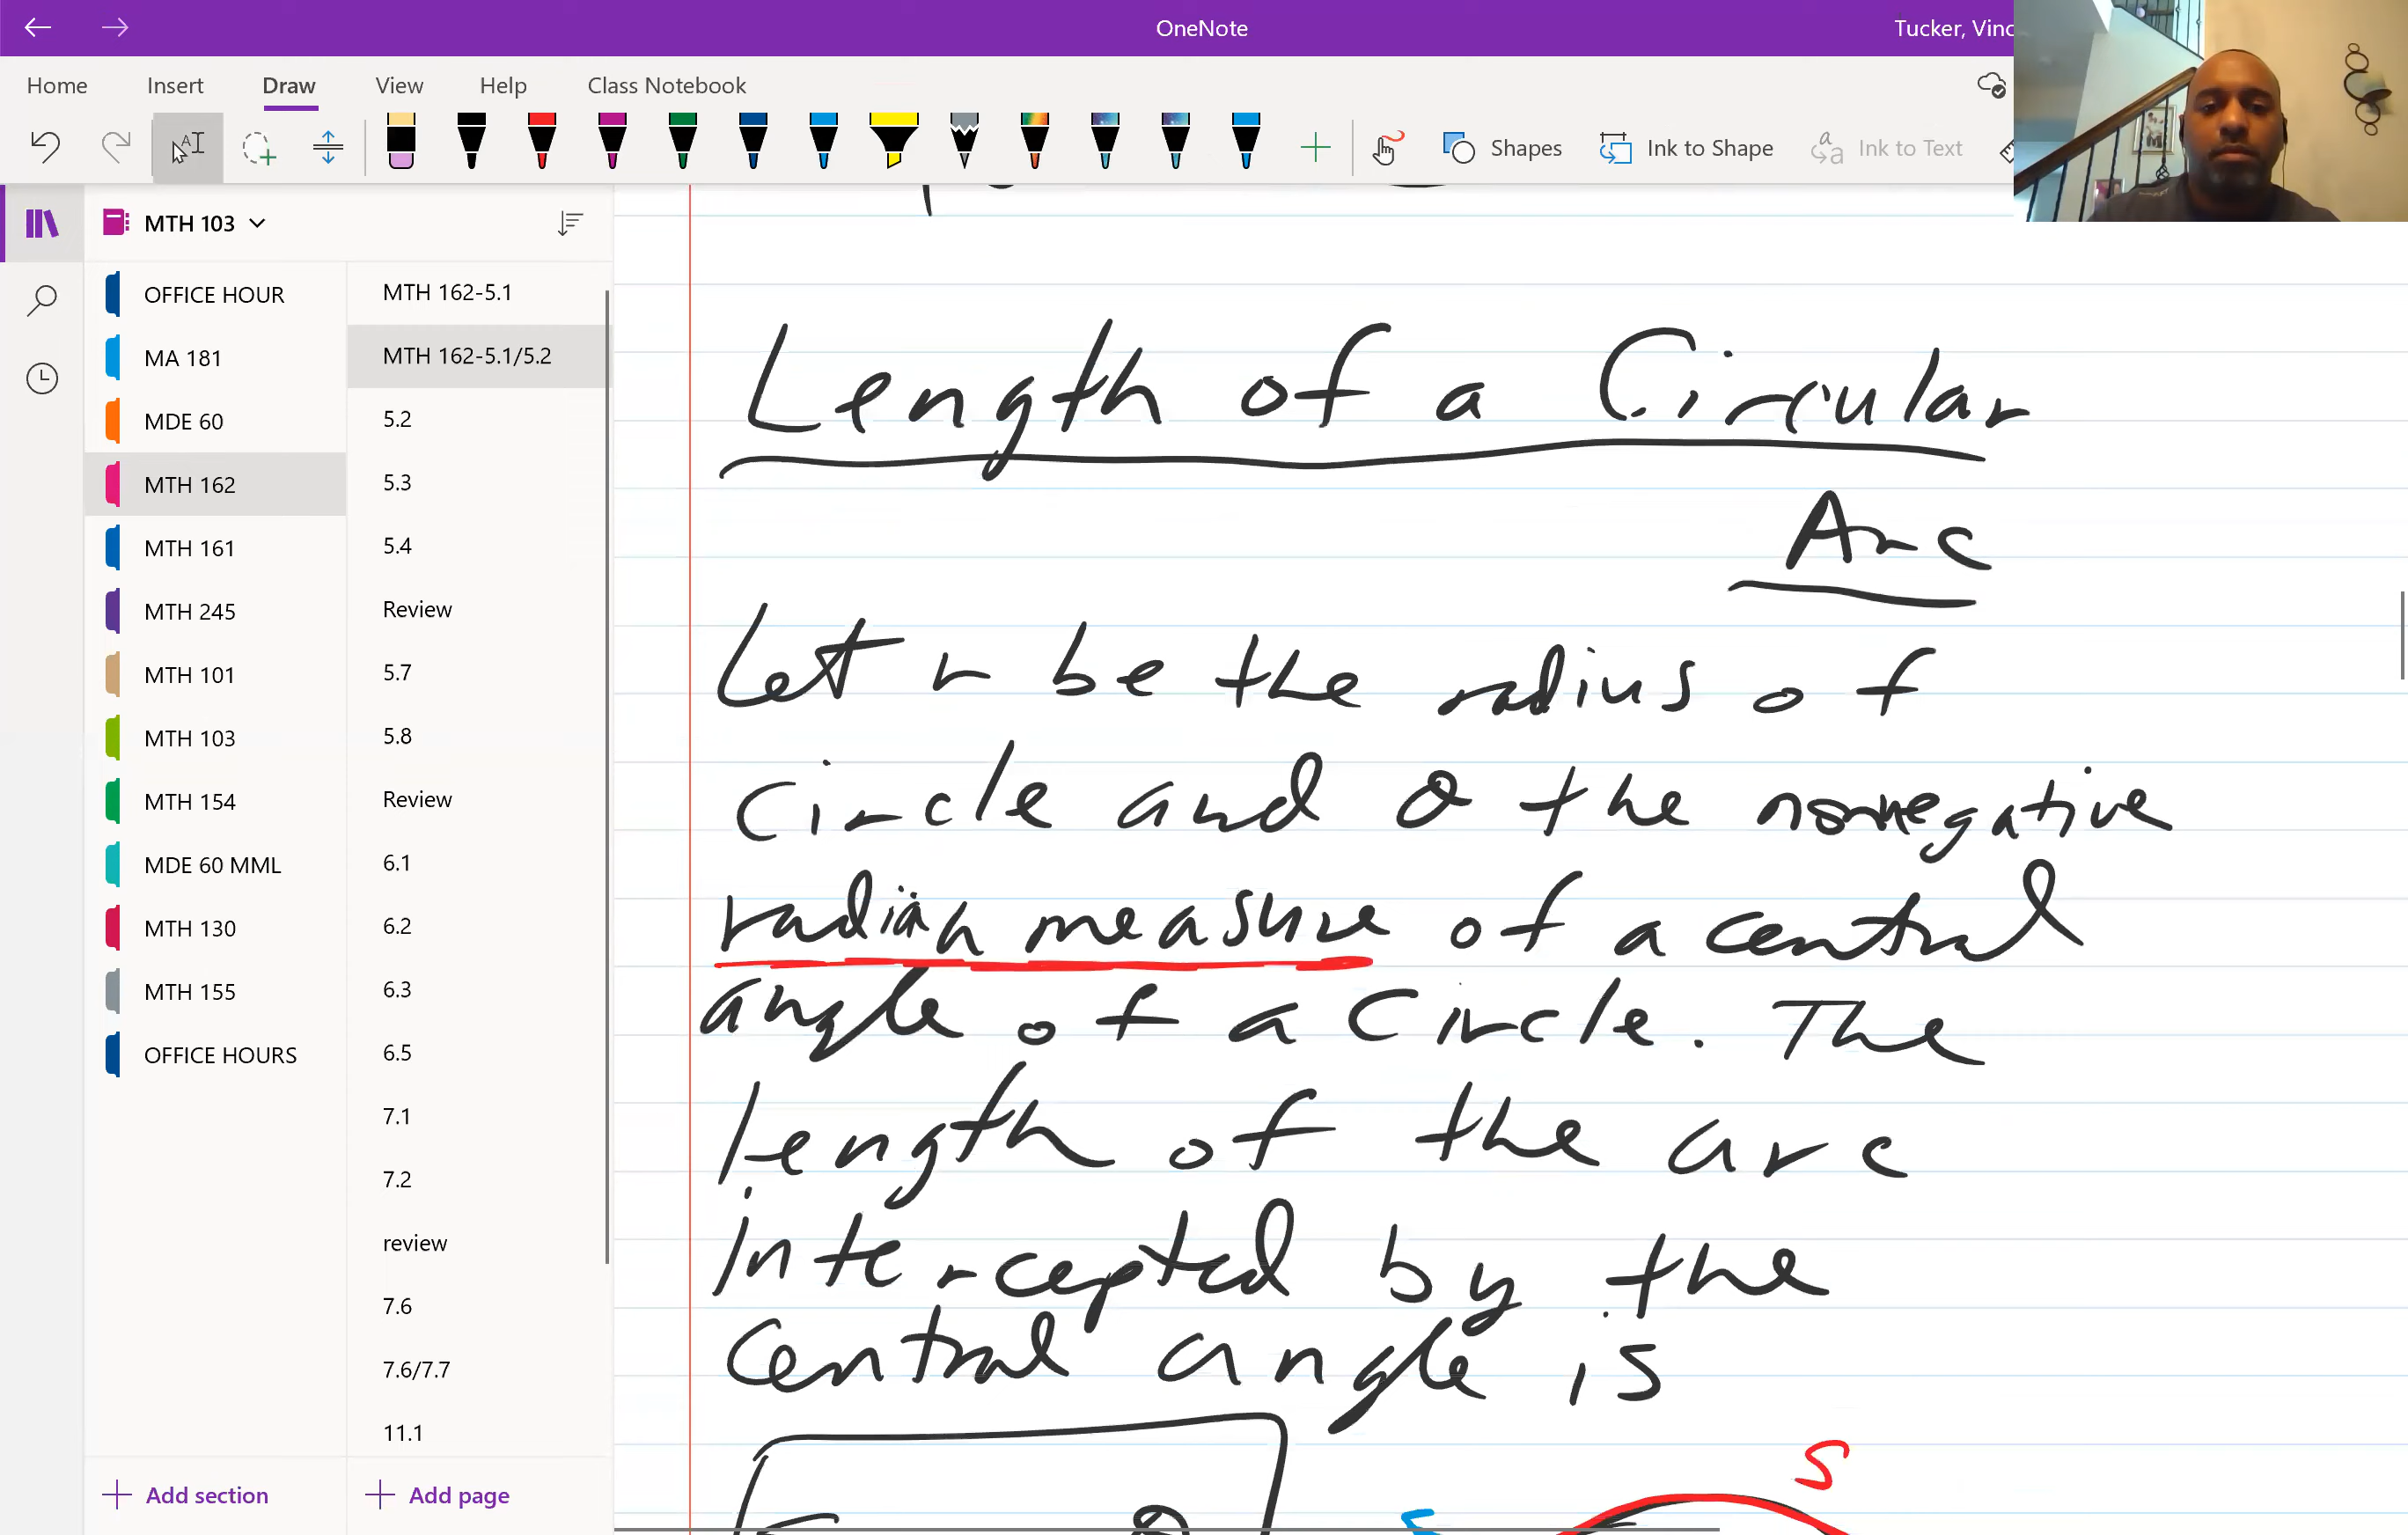 OneNote
Tucker, Vinc
Home Insert Draw View Help Class Notebook
Shapes Ink to Shape Ink to Text
MTH 103
OFFICE HOUR
MA 181
MDE 60
MTH 162
MTH 161
MTH 245
MTH 101
MTH 103
MTH 154
MDE 60 MML
MTH 130
MTH 155
OFFICE HOURS
Add section
MTH 162-5.1
MTH 162-5.1/5.2
5.2
5.3
5.4
Review
5.7
5.8
Review
6.1
6.2
6.3
6.5
7.1
7.2
review
7.6
7.6/7.7
11.1
Add page
Length of a Circular
Arc
Let r be the radius of
circle and θ the nonnegative
radian measure of a central
angle of a circle. The
length of the arc
intercepted by the
central angle is
S